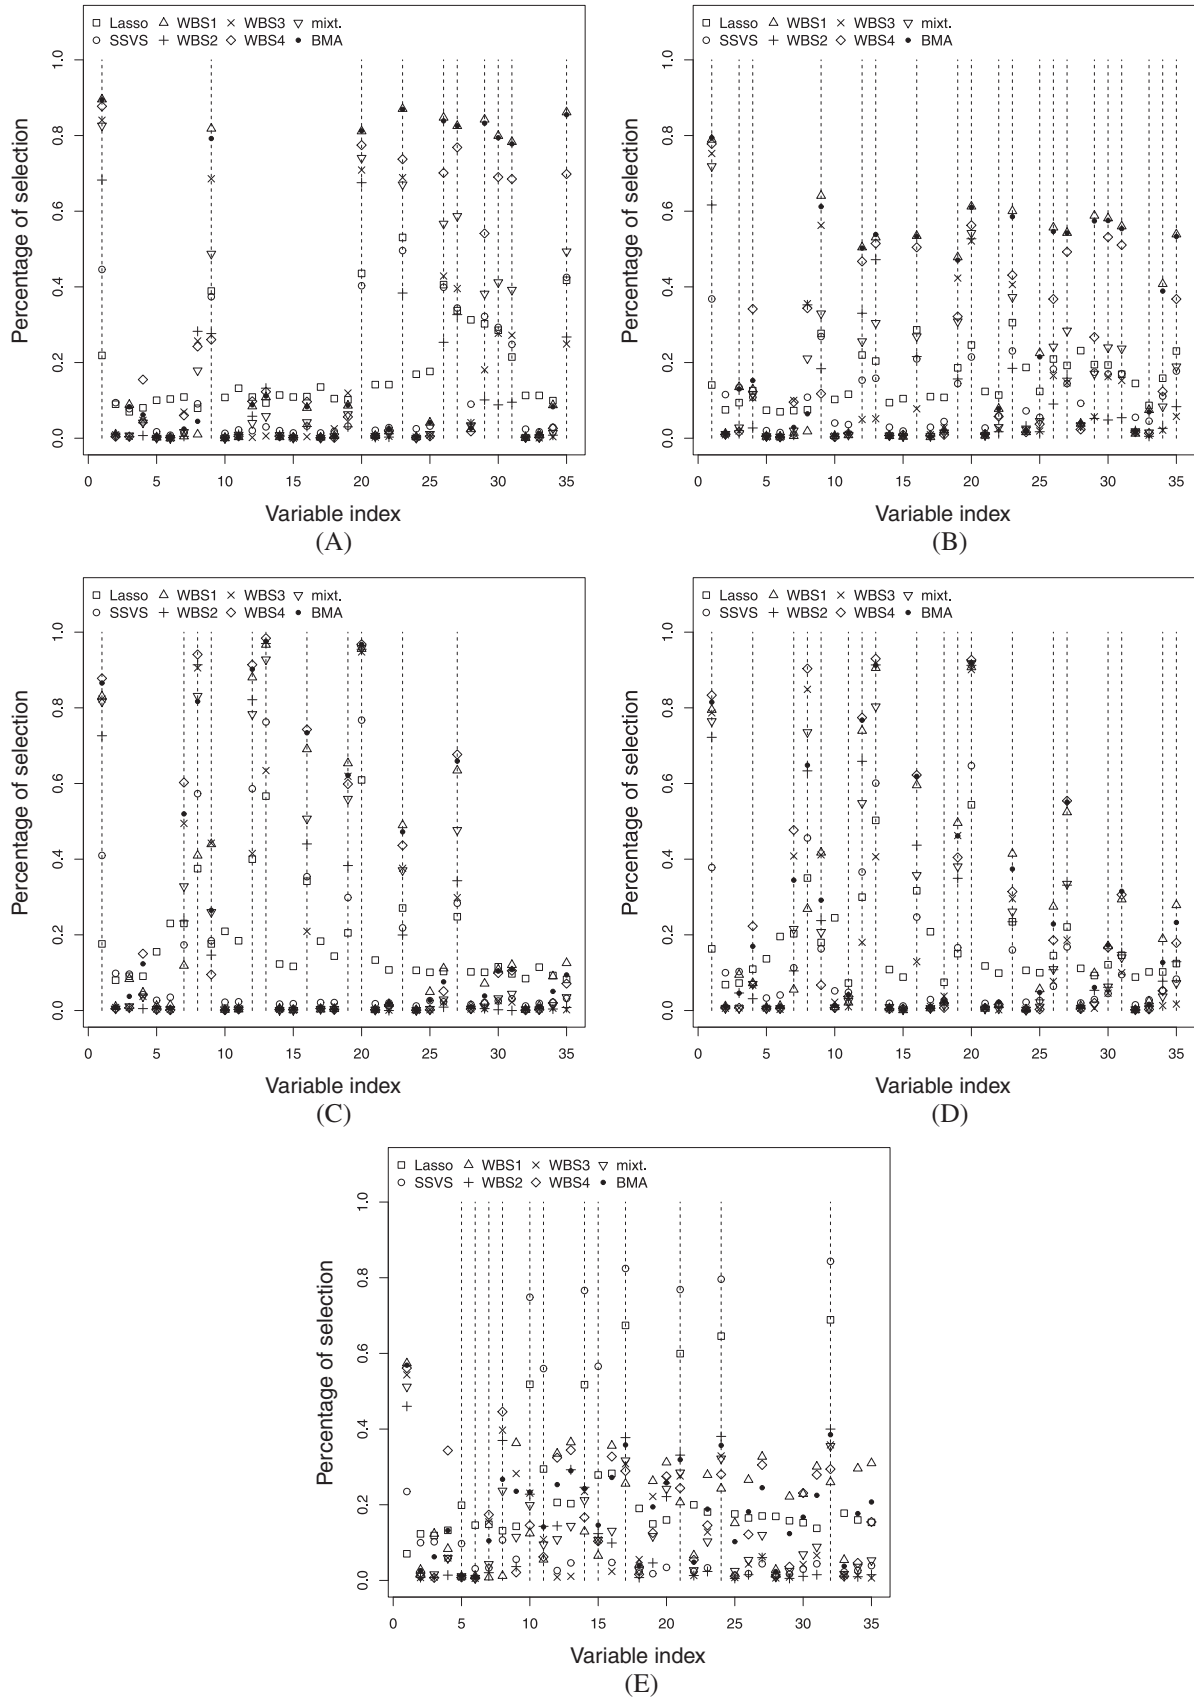 Lasso WBS1 WBS3 mixt.
SSVS WBS2 WBS4 BMA
Percentage of selection
0.0 0.2 0.4 0.6 0.8 1.0
0 5 10 15 20 25 30 35
Variable index
(A)
Lasso WBS1 WBS3 mixt.
SSVS WBS2 WBS4 BMA
Percentage of selection
0.0 0.2 0.4 0.6 0.8 1.0
0 5 10 15 20 25 30 35
Variable index
(B)
Lasso WBS1 WBS3 mixt.
SSVS WBS2 WBS4 BMA
Percentage of selection
0.0 0.2 0.4 0.6 0.8 1.0
0 5 10 15 20 25 30 35
Variable index
(C)
Lasso WBS1 WBS3 mixt.
SSVS WBS2 WBS4 BMA
Percentage of selection
0.0 0.2 0.4 0.6 0.8 1.0
0 5 10 15 20 25 30 35
Variable index
(D)
Lasso WBS1 WBS3 mixt.
SSVS WBS2 WBS4 BMA
Percentage of selection
0.0 0.2 0.4 0.6 0.8 1.0
0 5 10 15 20 25 30 35
Variable index
(E)